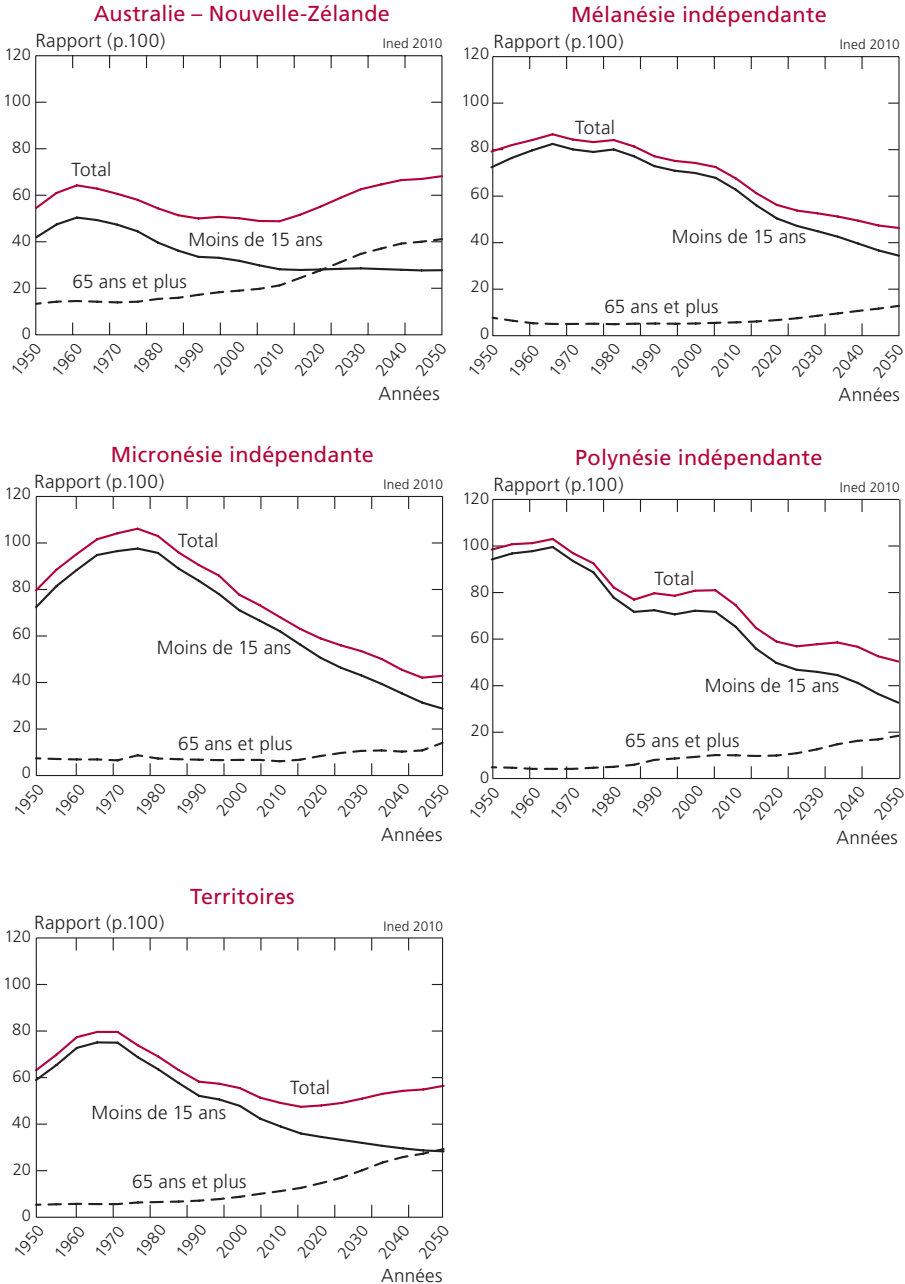 Australie – Nouvelle-Zélande
Rapport (p.100)
Ined 2010
120
100
80
60
40
20
0
Total
Moins de 15 ans
65 ans et plus
1950 1960 1970 1980 1990 2000 2010 2020 2030 2040 2050
Années
Mélanésie indépendante
Rapport (p.100)
Ined 2010
120
100
80
60
40
20
0
Total
Moins de 15 ans
65 ans et plus
1950 1960 1970 1980 1990 2000 2010 2020 2030 2040 2050
Années
Micronésie indépendante
Rapport (p.100)
Ined 2010
120
100
80
60
40
20
0
Total
Moins de 15 ans
65 ans et plus
1950 1960 1970 1980 1990 2000 2010 2020 2030 2040 2050
Années
Polynésie indépendante
Rapport (p.100)
Ined 2010
120
100
80
60
40
20
0
Total
Moins de 15 ans
65 ans et plus
1950 1960 1970 1980 1990 2000 2010 2020 2030 2040 2050
Années
Territoires
Rapport (p.100)
Ined 2010
120
100
80
60
40
20
0
Total
Moins de 15 ans
65 ans et plus
1950 1960 1970 1980 1990 2000 2010 2020 2030 2040 2050
Années